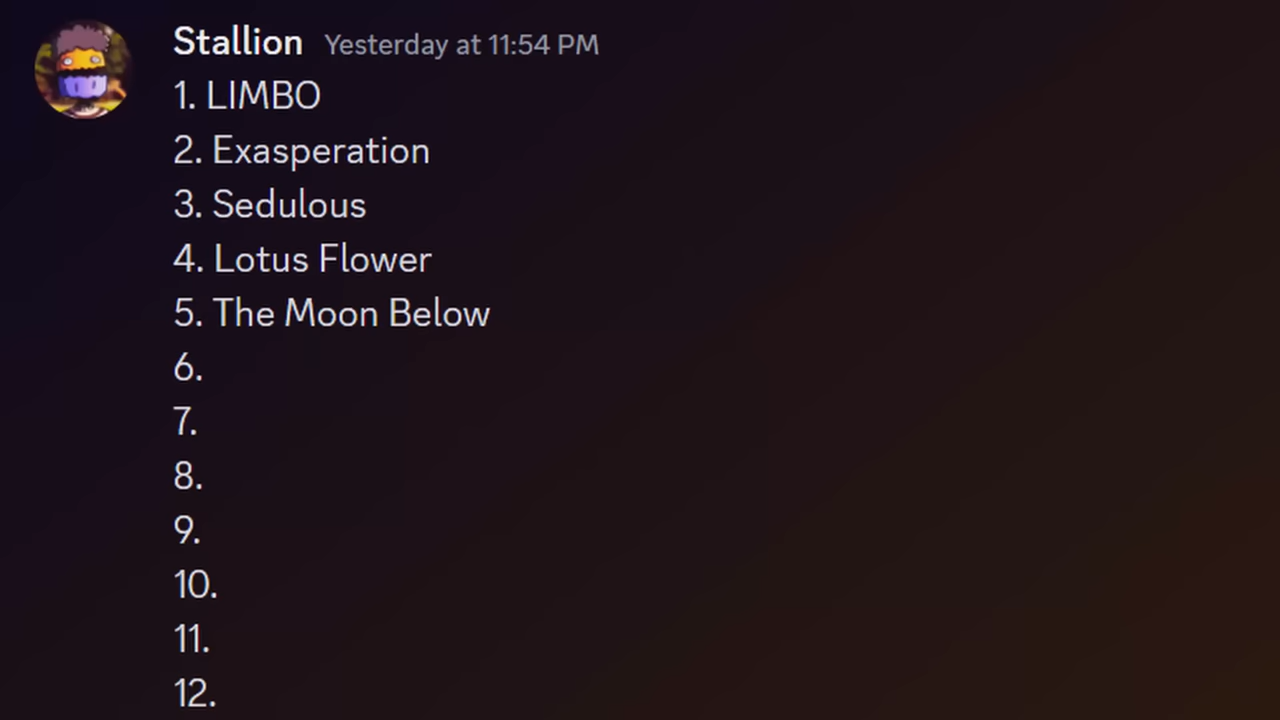 Stallion Yesterday at 11:54 PM
1. LIMBO
2. Exasperation
3. Sedulous
4. Lotus Flower
5. The Moon Below
6.
7.
8.
9.
10.
11.
12.